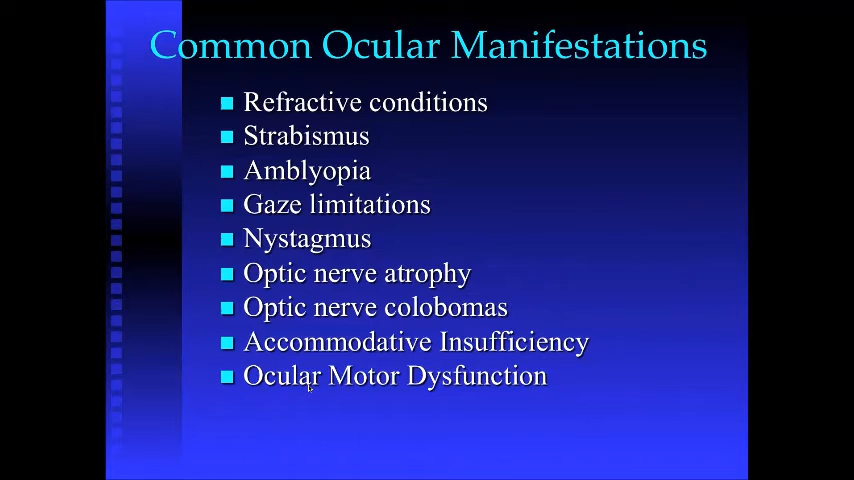 Common Ocular Manifestations
Refractive conditions
Strabismus
Amblyopia
Gaze limitations
Nystagmus
Optic nerve atrophy
Optic nerve colobomas
Accommodative Insufficiency
Ocular Motor Dysfunction